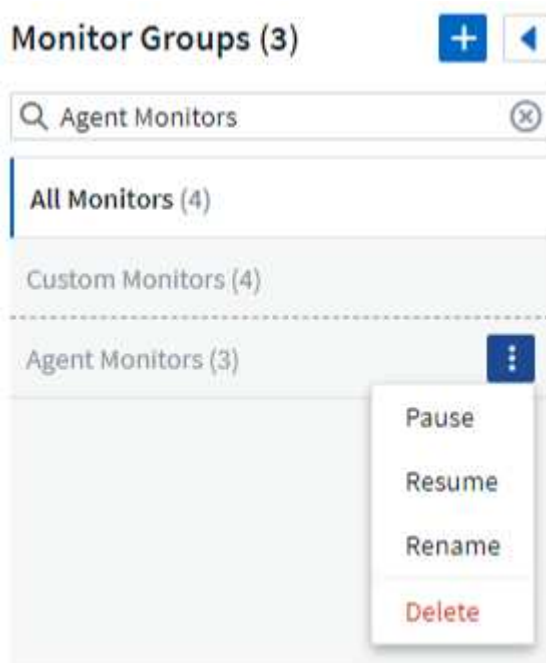 Monitor Groups (3)
Agent Monitors
All Monitors (4)
Custom Monitors (4)
Agent Monitors (3)
Pause
Resume
Rename
Delete